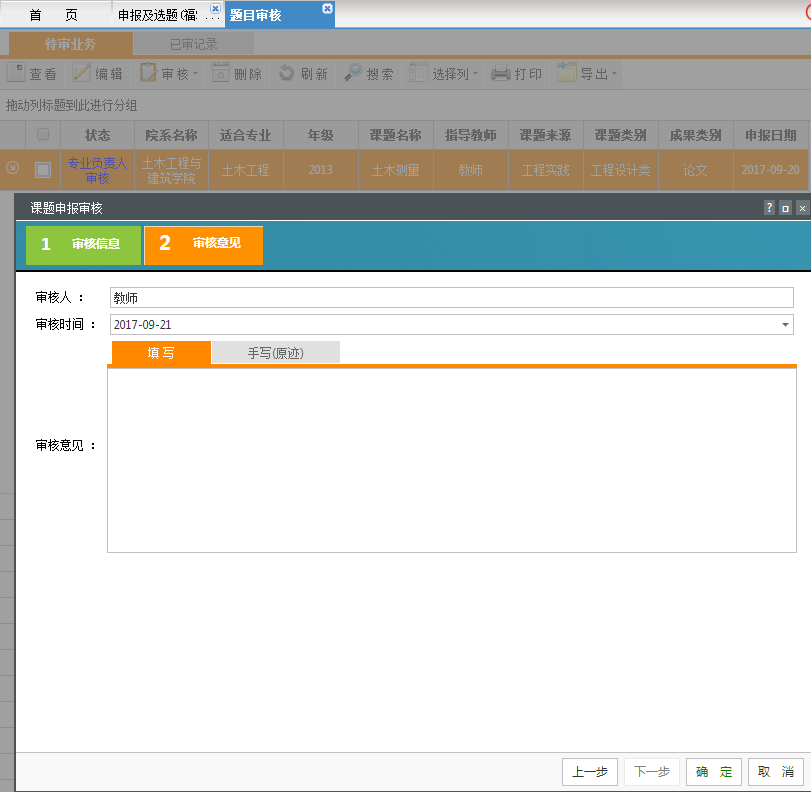 首 页 申报及选题(福 ... 题目审核
待审业务 已审记录
查看 编辑 审核 删除 刷新 搜索 选择列 打印 导出
拖动列标题到此进行分组
状态 院系名称 适合专业 年级 课题名称 指导教师 课题来源 课题类别 成果类别 申报日期
专业负责人 土木工程与
审核 建筑学院 土木工程 2013 土木测量 教师 工程实践 工程设计类 论文 2017-09-20
课题申报审核 ?
1 审核信息 2 审核意见
审核人 ： 教师
审核时间 ： 2017-09-21
填 写 手写(原迹)
审核意见 ：
上一步 下一步 确 定 取 消